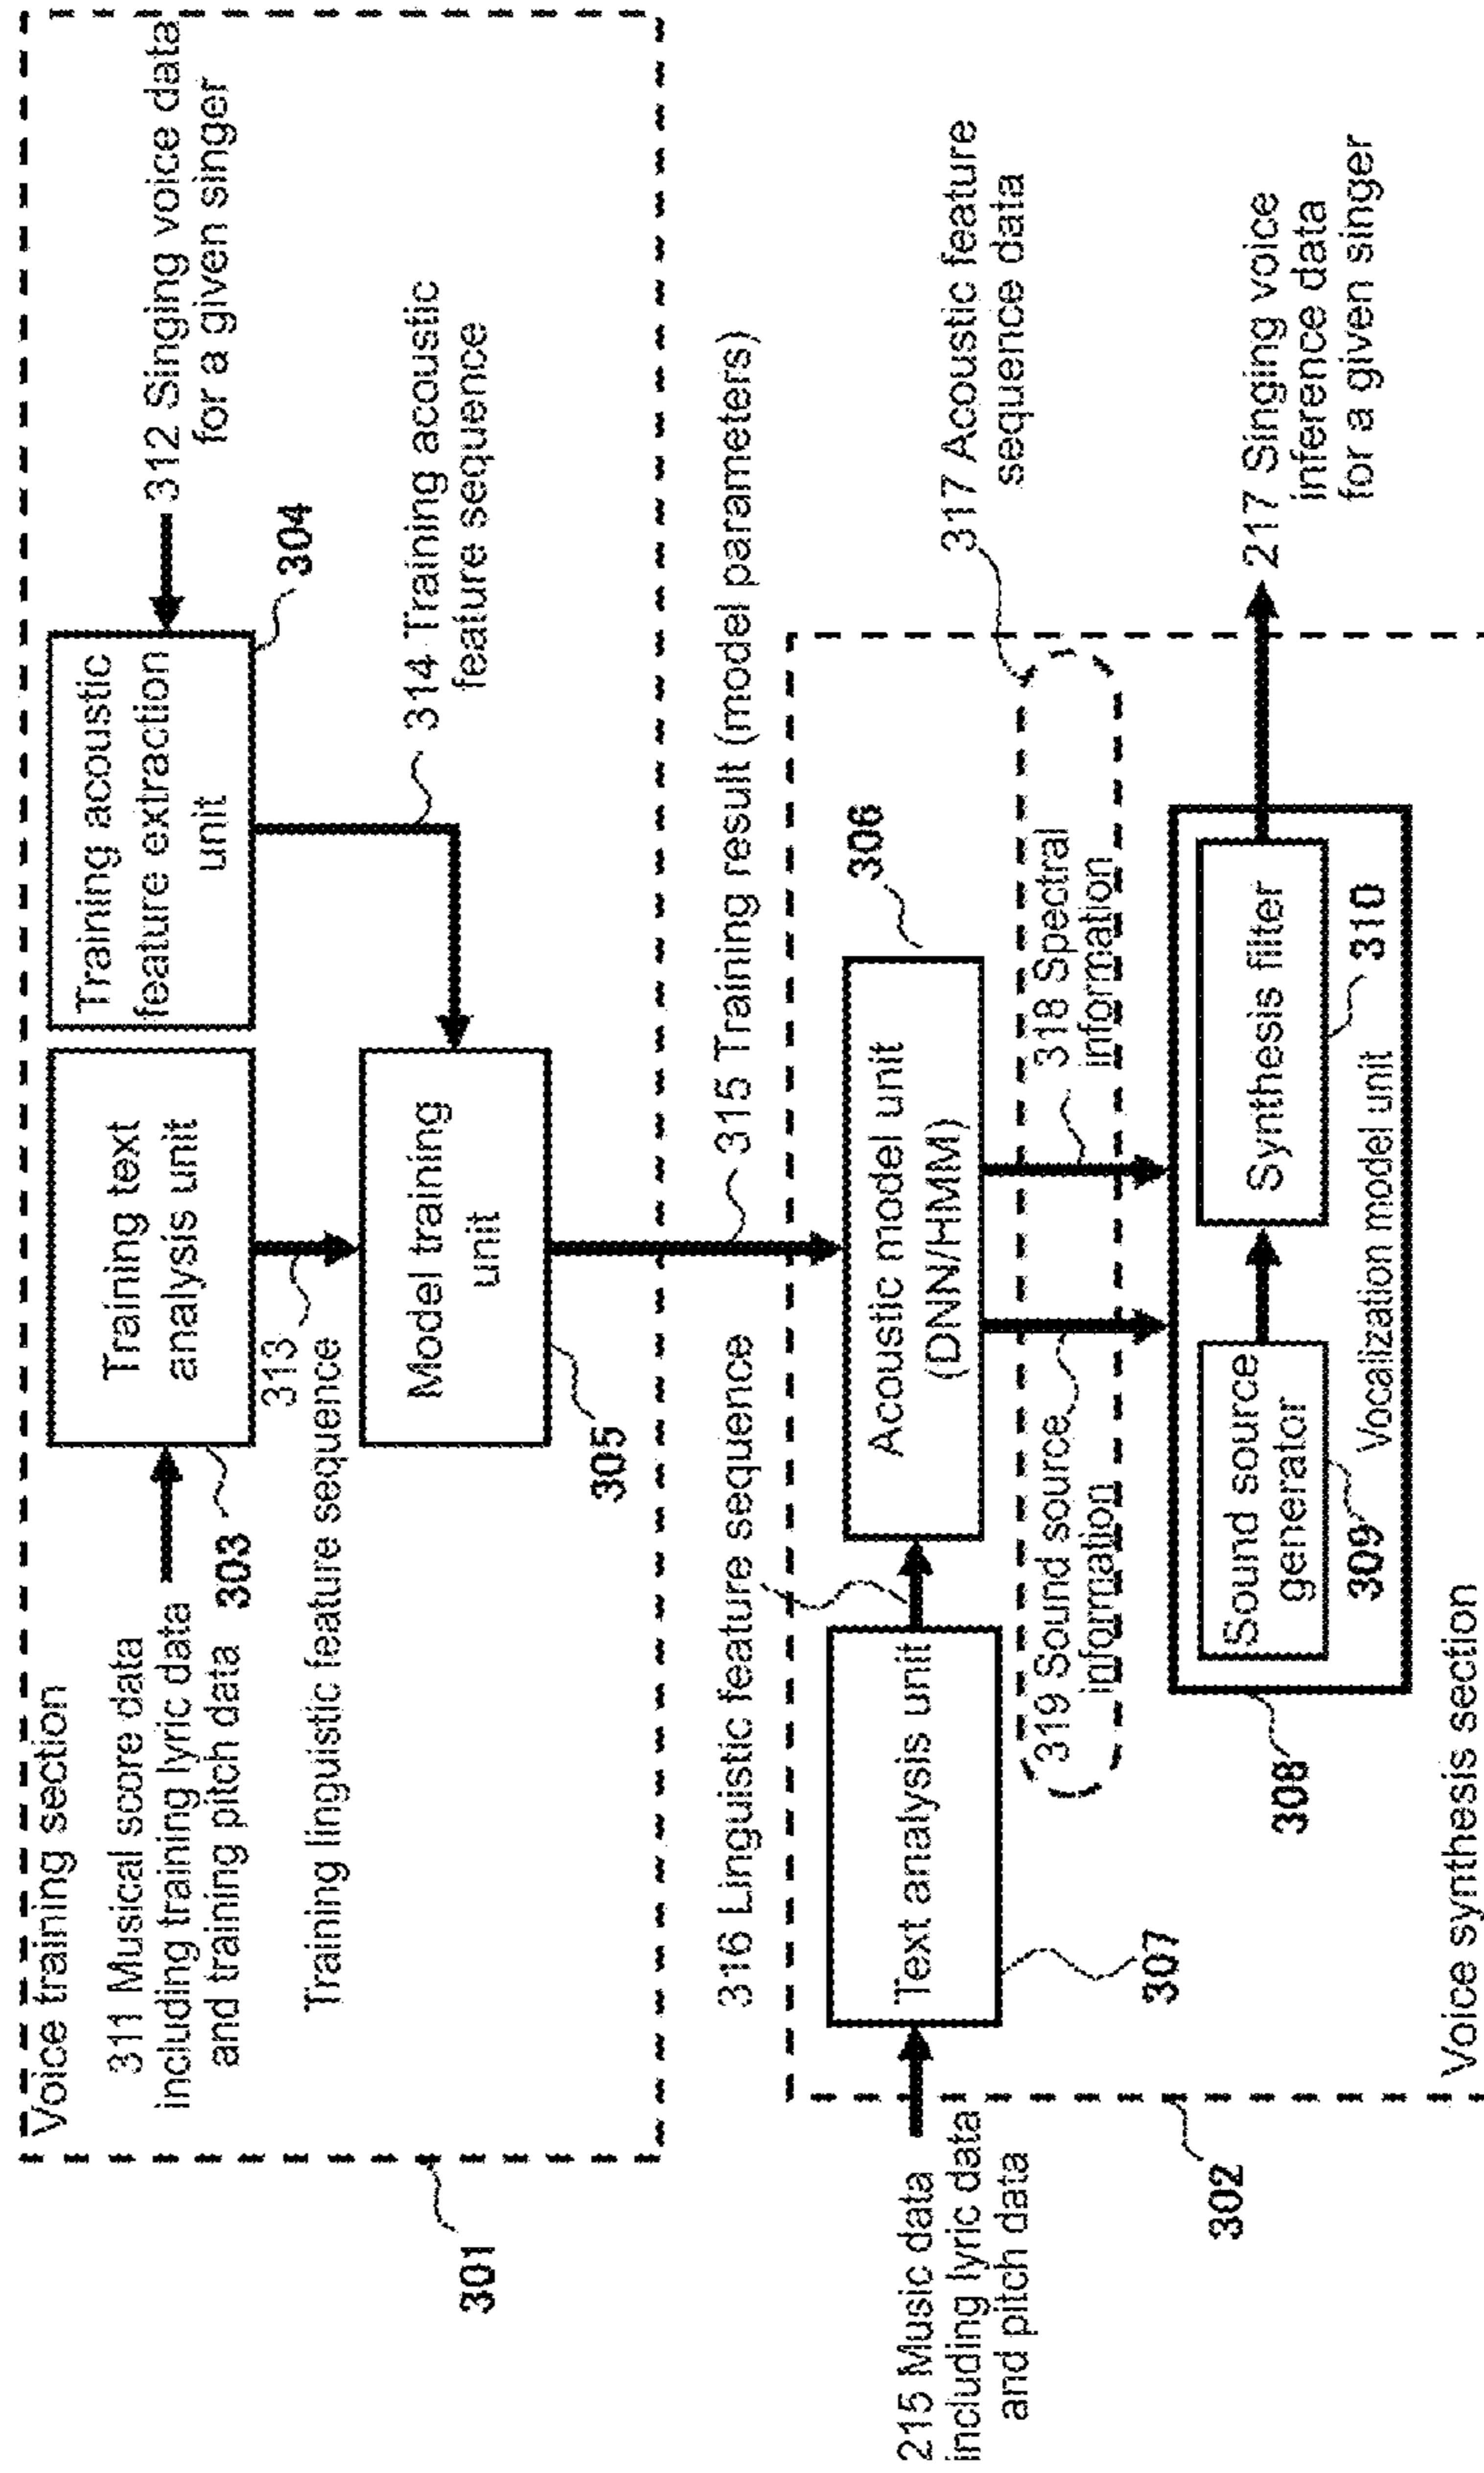 Voice training section
311 Musical score data
including training lyric data
and training pitch data
303
Training text
analysis unit
Training acoustic
feature extraction
unit
312 Singing voice data
for a given singer
304
313
Training linguistic feature sequence
Model training
unit
305
314 Training acoustic
feature sequence
301
315 Training result (model parameters)
316 Linguistic feature sequence
215 Music data
including lyric data
and pitch data
Text analysis unit
307
Acoustic model unit
(DNN/HMM)
306
317 Acoustic feature
sequence data
319 Sound source
information
318 Spectral
information
308
Sound source
generator
309
Synthesis filter
310
Vocalization model unit
217 Singing voice
inference data
for a given singer
302
Voice synthesis section